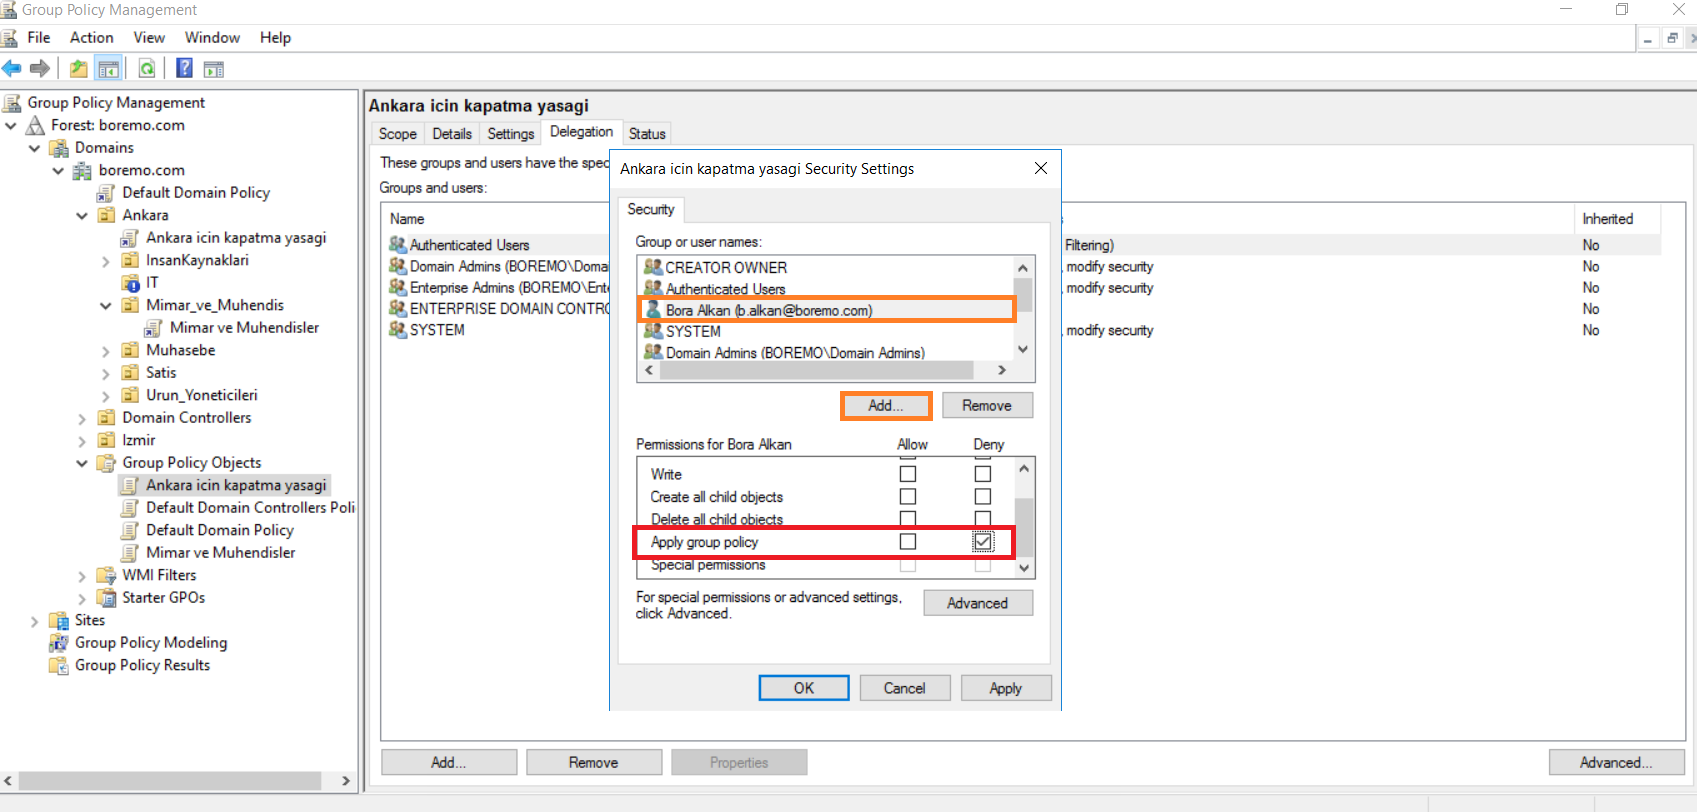 Group Policy Management
File Action View Window Help
Group Policy Management
Forest: boremo.com
Domains
boremo.com
Default Domain Policy
Ankara
Ankara icin kapatma yasagi
InsanKaynaklari
IT
Mimar_ve_Muhendis
Mimar ve Muhendisler
Muhasebe
Satis
Urun_Yoneticileri
Domain Controllers
Izmir
Group Policy Objects
Ankara icin kapatma yasagi
Default Domain Controllers Poli
Default Domain Policy
Mimar ve Muhendisler
WMI Filters
Starter GPOs
Sites
Group Policy Modeling
Group Policy Results
Ankara icin kapatma yasagi
Scope Details Settings Delegation Status
These groups and users have the spec
Groups and users:
Name Inherited
Authenticated Users Filtering) No
Domain Admins (BOREMO\Domai , modify security No
Enterprise Admins (BOREMO\Ente , modify security No
ENTERPRISE DOMAIN CONTRO No
SYSTEM , modify security No
Add... Remove Properties Advanced...
Ankara icin kapatma yasagi Security Settings
Security
Group or user names:
CREATOR OWNER
Authenticated Users
Bora Alkan (b.alkan@boremo.com)
SYSTEM
Domain Admins (BOREMO\Domain Admins)
Add... Remove
Permissions for Bora Alkan Allow Deny
Write
Create all child objects
Delete all child objects
Apply group policy
Special permissions
For special permissions or advanced settings,
click Advanced.
Advanced
OK Cancel Apply